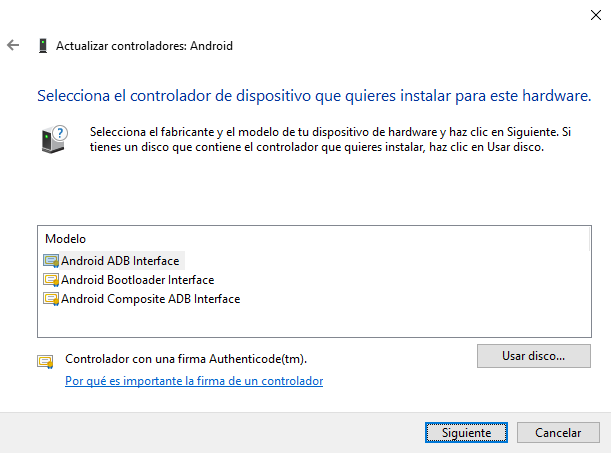 Actualizar controladores: Android
Selecciona el controlador de dispositivo que quieres instalar para este hardware.
Selecciona el fabricante y el modelo de tu dispositivo de hardware y haz clic en Siguiente. Si
tienes un disco que contiene el controlador que quieres instalar, haz clic en Usar disco.
Modelo
Android ADB Interface
Android Bootloader Interface
Android Composite ADB Interface
Controlador con una firma Authenticode(tm).
Usar disco...
Por qué es importante la firma de un controlador
Siguiente
Cancelar